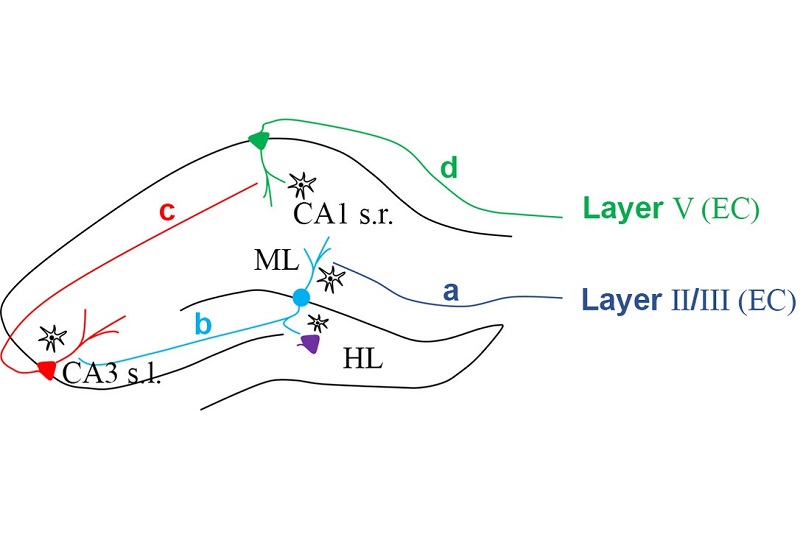 d
Layer V (EC)
c
CA1 s.r.
ML
a
Layer II/III (EC)
b
HL
CA3 s.l.